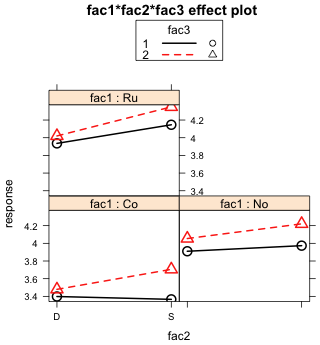 fac1*fac2*fac3 effect plot
fac3
1
2
fac1 : Ru
4.2
4
3.8
3.6
3.4
fac1 : Co
fac1 : No
4.2
4
3.8
3.6
3.4
response
D
S
fac2